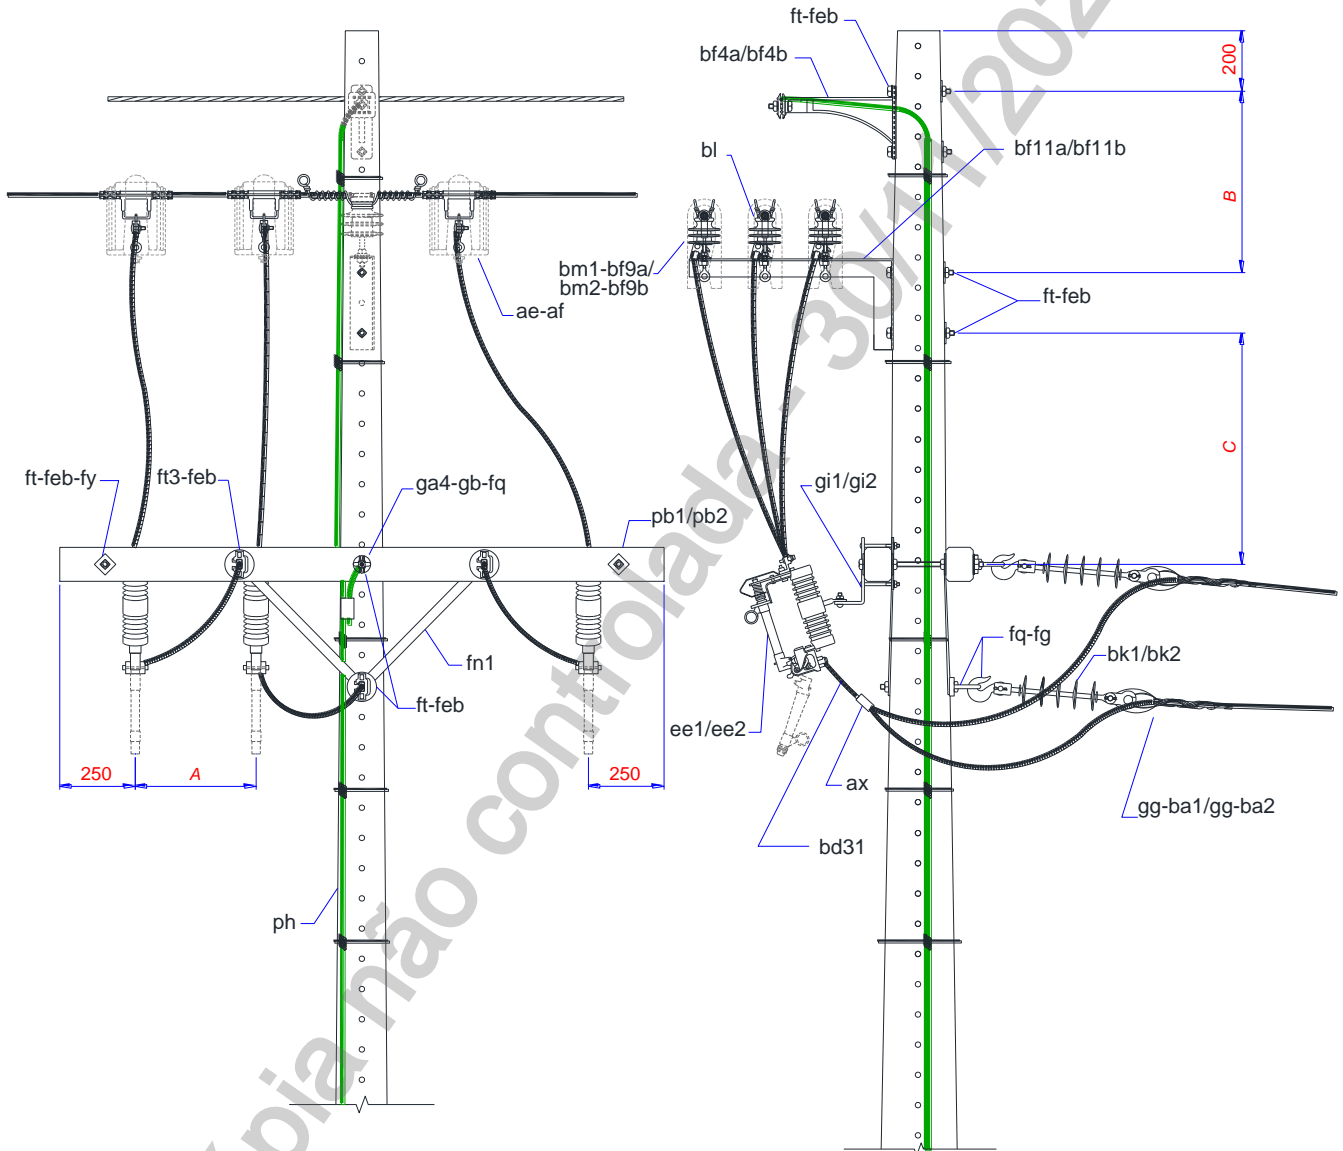 ft-feb
bf4a/bf4b
200
bl
bf11a/bf11b
B
bm1-bf9a/
bm2-bf9b
ft-feb
ae-af
C
ft-feb-fy
ft3-feb
ga4-gb-fq
gi1/gi2
pb1/pb2
fn1
fq-fg
bk1/bk2
ft-feb
ee1/ee2
250
A
250
ax
gg-ba1/gg-ba2
bd31
ph
pia não controlada - 30/11/202